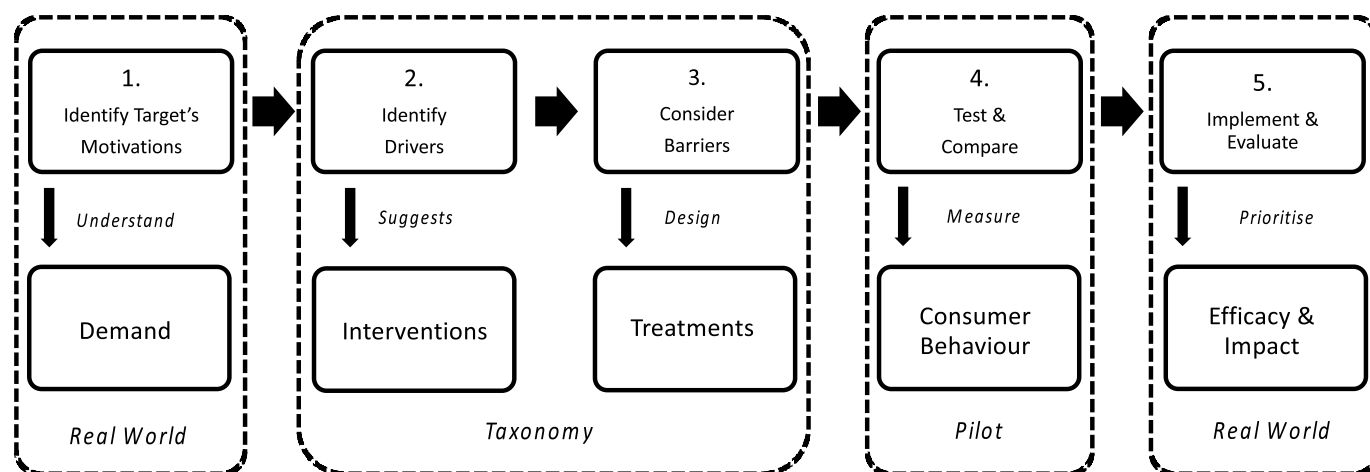 1.
Identify Target's
Motivations
Understand
Demand
Real World
2.
Identify
Drivers
Suggests
Interventions
3.
Consider
Barriers
Design
Treatments
Taxonomy
4.
Test &
Compare
Measure
Consumer
Behaviour
Pilot
5.
Implement &
Evaluate
Prioritise
Efficacy &
Impact
Real World